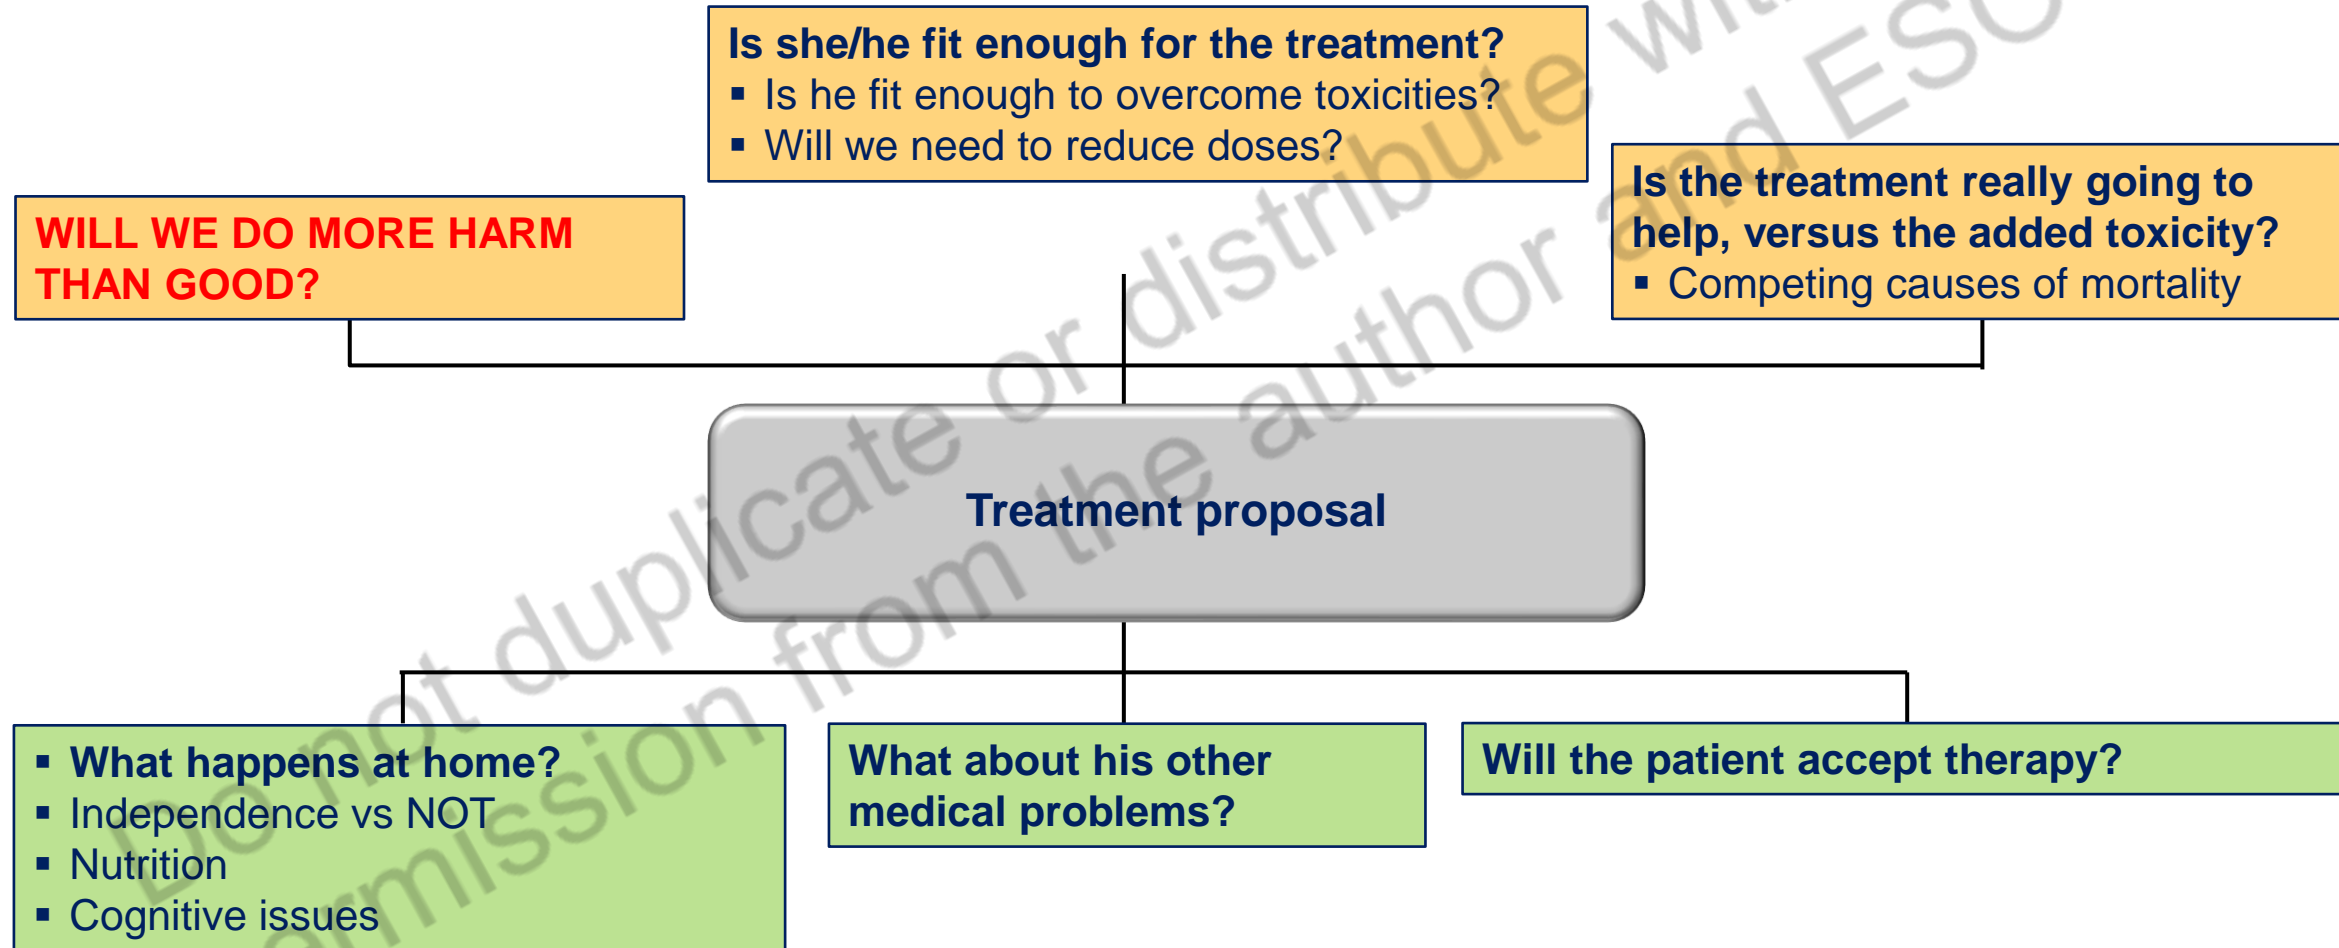 Is she/he fit enough for the treatment?
▪ Is he fit enough to overcome toxicities?
▪ Will we need to reduce doses?
WILL WE DO MORE HARM
THAN GOOD?
Is the treatment really going to
help, versus the added toxicity?
▪ Competing causes of mortality
Treatment proposal
▪ What happens at home?
▪ Independence vs NOT
▪ Nutrition
▪ Cognitive issues
What about his other
medical problems?
Will the patient accept therapy?
Do not duplicate or distribute
from the author and